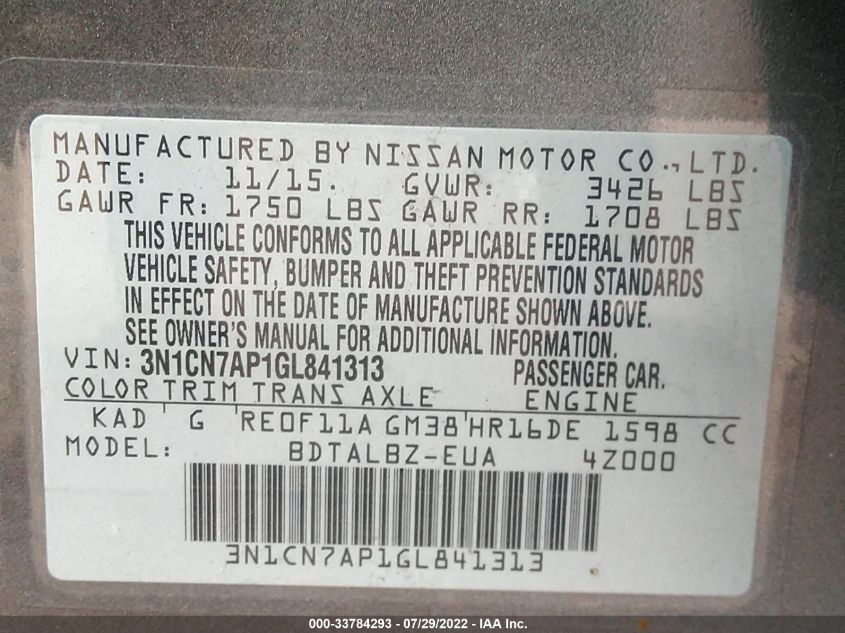 MANUFACTURED BY NISSAN MOTOR CO., LTD.
DATE: 11/15. GVWR: 3426 LBS
GAWR FR: 1750 LBS GAWR RR: 1708 LBS
THIS VEHICLE CONFORMS TO ALL APPLICABLE FEDERAL MOTOR
VEHICLE SAFETY, BUMPER AND THEFT PREVENTION STANDARDS
IN EFFECT ON THE DATE OF MANUFACTURE SHOWN ABOVE.
SEE OWNER'S MANUAL FOR ADDITIONAL INFORMATION.
VIN: 3N1CN7AP1GL841313 PASSENGER CAR.
COLOR TRIM TRANS AXLE ENGINE
KAD ' G 'RE0F11A GM38'HR16DE 1598 CC
MODEL: BDTALBZ-EUA 4Z000
3N1CN7AP1GL841313
000-33784293 - 07/29/2022 - IAA Inc.